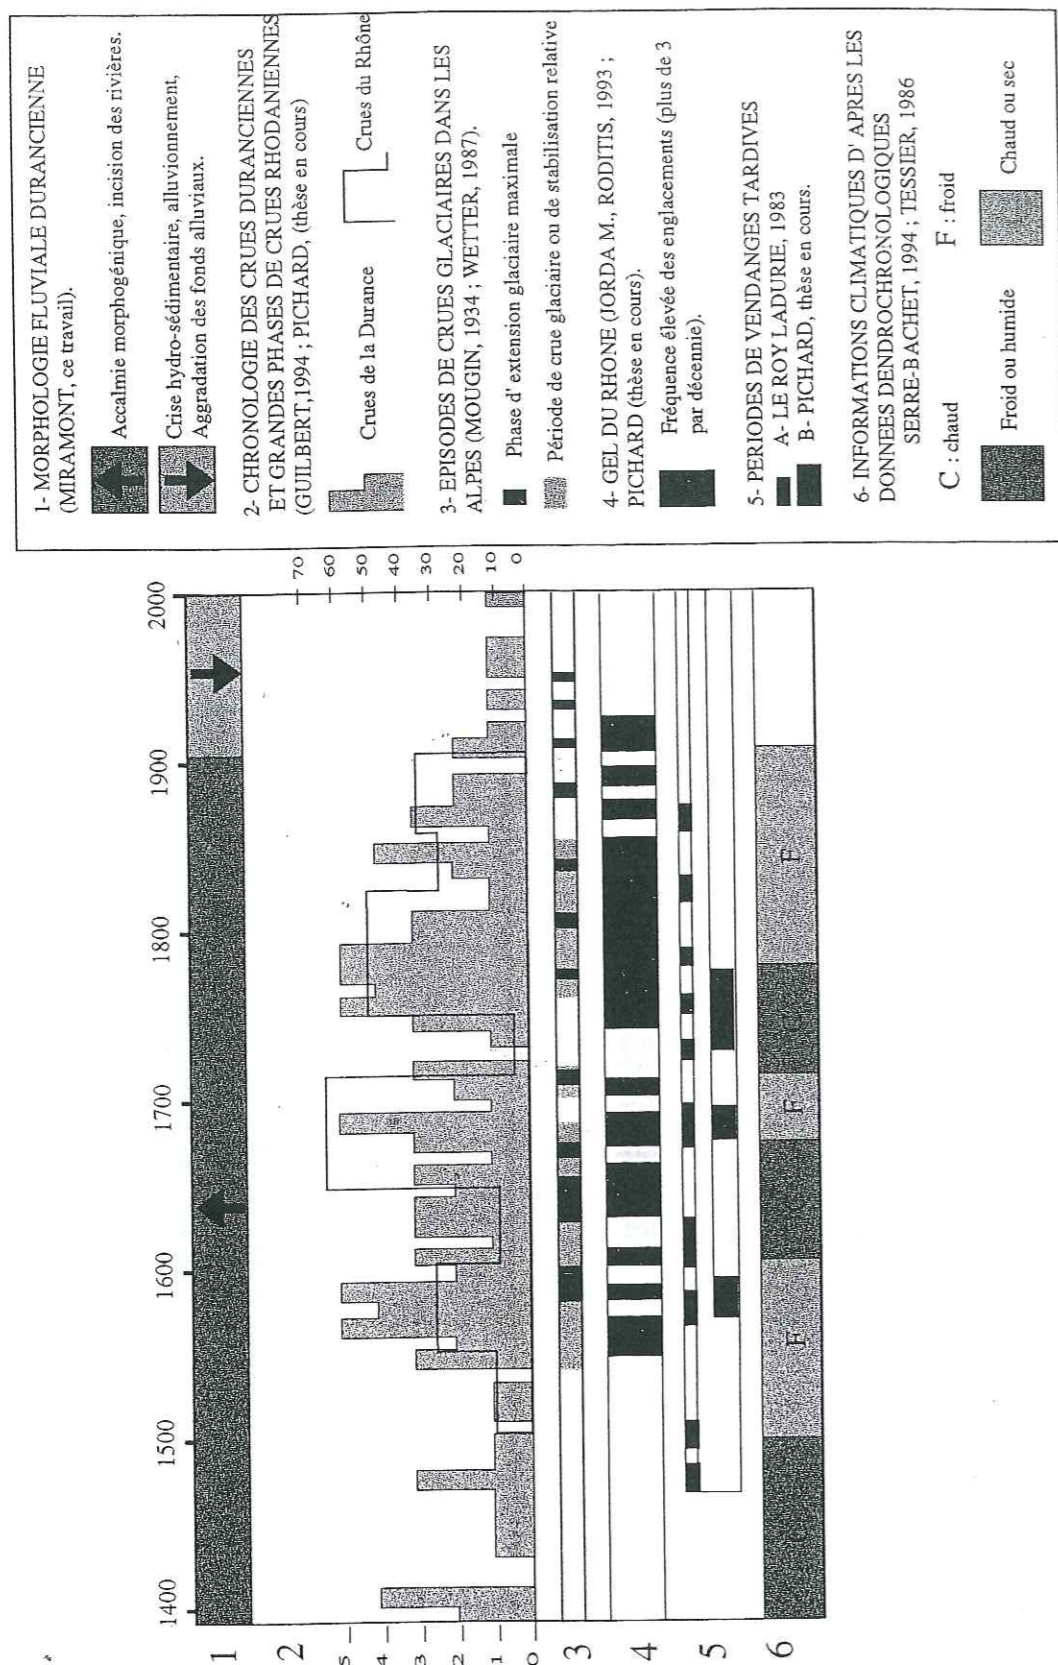 1400
1500
1600
1700
1800
1900
2000
1
2
5
4
3
2
1
0
70
60
50
40
30
20
10
0
3
4
5
6
C
F
C
F
C
F
1- MORPHOLOGIE FLUVIALE DURANCIENNE
(MIRAMONT, ce travail).
Accalmie morphogénique, incision des rivières.
Crise hydro-sédimentaire, alluvionnement,
Aggradation des fonds alluviaux.
2- CHRONOLOGIE DES CRUES DURANCIENNES
ET GRANDES PHASES DE CRUES RHODANIENNES
(GUILBERT,1994 ; PICHARD, (thèse en cours)
Crues de la Durance
Crues du Rhône
3- EPISODES DE CRUES GLACIAIRES DANS LES
ALPES (MOUGIN, 1934 ; WETTER, 1987).
Phase d' extension glaciaire maximale
Période de crue glaciaire ou de stabilisation relative
4- GEL DU RHONE (JORDA M., RODITIS, 1993 ;
PICHARD (thèse en cours).
Fréquence élevée des englacements (plus de 3
par décennie).
5- PERIODES DE VENDANGES TARDIVES
A- LE ROY LADURIE, 1983
B- PICHARD, thèse en cours.
6- INFORMATIONS CLIMATIQUES D' APRES LES
DONNEES DENDROCHRONOLOGIQUES
SERRE-BACHET, 1994 ; TESSIER, 1986
C : chaud
F : froid
Froid ou humide
Chaud ou sec